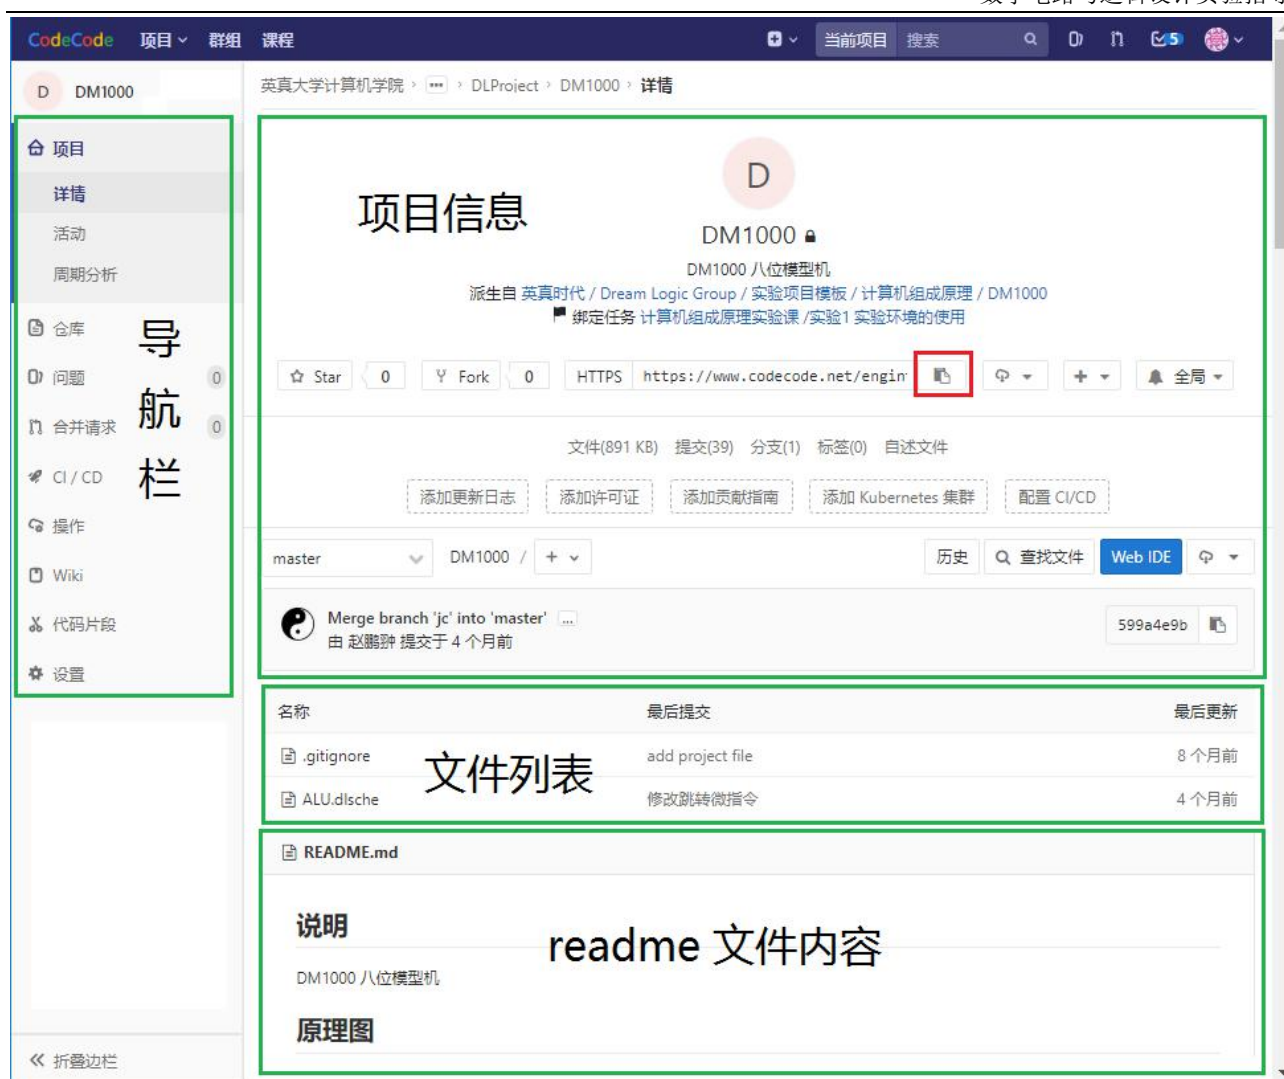 CodeCode 项目 群组 课程 当前项目 搜索 5
D DM1000
英真大学计算机学院 › ••• › DLProject › DM1000 › 详情
项目
详情
活动
周期分析
仓库
问题 0
合并请求 0
CI / CD
操作
Wiki
代码片段
设置
折叠边栏
导航栏
D
项目信息
DM1000
DM1000 八位模型机
派生自 英真时代 / Dream Logic Group / 实验项目模板 / 计算机组成原理 / DM1000
绑定任务 计算机组成原理实验课 /实验1 实验环境的使用
Star 0 Fork 0 HTTPS https://www.codecode.net/engin 全局
文件(891 KB) 提交(39) 分支(1) 标签(0) 自述文件
添加更新日志 添加许可证 添加贡献指南 添加 Kubernetes 集群 配置 CI/CD
master DM1000 / + 历史 查找文件 Web IDE
Merge branch 'jc' into 'master' ...
由 赵鹏翀 提交于 4 个月前
599a4e9b
名称 最后提交 最后更新
.gitignore add project file 8 个月前
文件列表
ALU.dlsche 修改跳转微指令 4 个月前
README.md
说明
readme 文件内容
DM1000 八位模型机
原理图